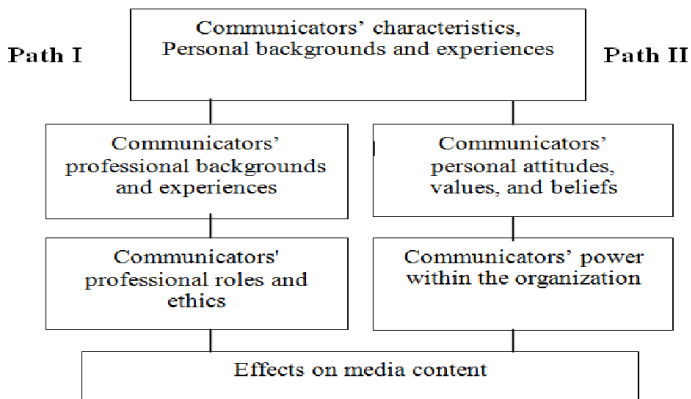 Communicators’ characteristics,
Path I
Personal backgrounds and experiences
Path II
Communicators’
professional backgrounds
and experiences
Communicators’
personal attitudes,
values, and beliefs
Communicators'
professional roles and
ethics
Communicators’ power
within the organization
Effects on media content